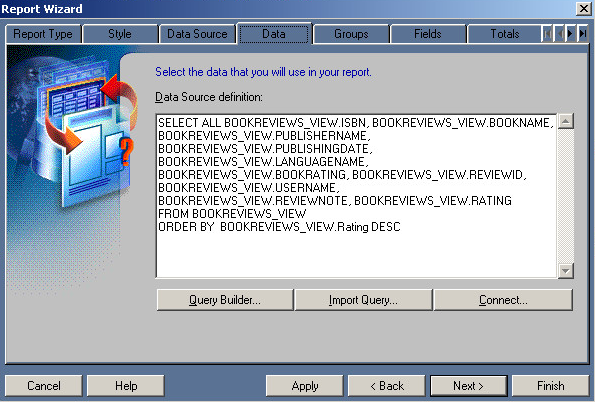 Report Wizard
Report Type Style Data Source Data Groups Fields Totals
Select the data that you will use in your report.
Data Source definition:
SELECT ALL BOOKREVIEWS_VIEW.ISBN, BOOKREVIEWS_VIEW.BOOKNAME,
BOOKREVIEWS_VIEW.PUBLISHERNAME,
BOOKREVIEWS_VIEW.PUBLISHINGDATE,
BOOKREVIEWS_VIEW.LANGUAGENAME,
BOOKREVIEWS_VIEW.BOOKRATING, BOOKREVIEWS_VIEW.REVIEWID,
BOOKREVIEWS_VIEW.USERNAME,
BOOKREVIEWS_VIEW.REVIEWNOTE, BOOKREVIEWS_VIEW.RATING
FROM BOOKREVIEWS_VIEW
ORDER BY  BOOKREVIEWS_VIEW.Rating DESC
Query Builder... Import Query... Connect...
Cancel Help Apply < Back Next > Finish